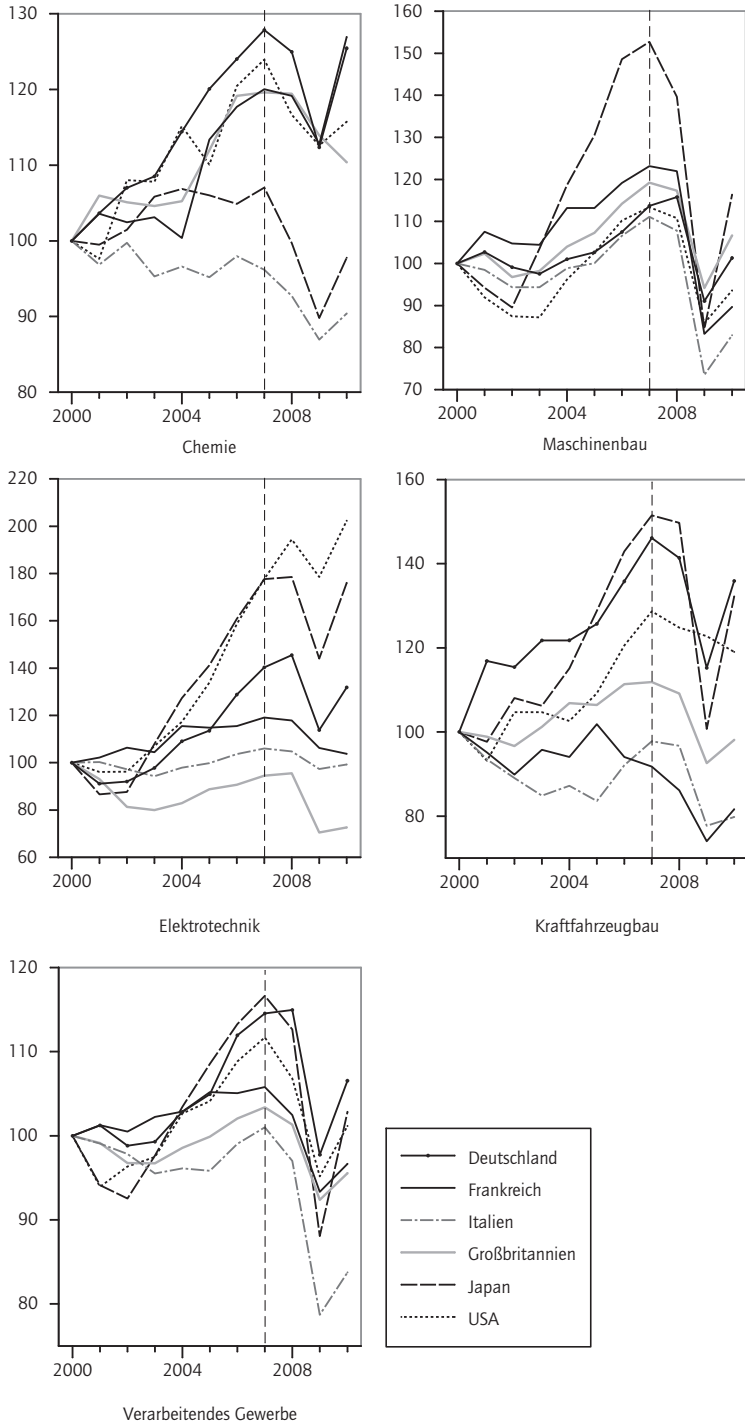 130
120
110
100
90
80
2000 2004 2008
Chemie
160
150
140
130
120
110
100
90
80
70
2000 2004 2008
Maschinenbau
220
200
180
160
140
120
100
80
60
2000 2004 2008
Elektrotechnik
160
140
120
100
80
2000 2004 2008
Kraftfahrzeugbau
120
110
100
90
80
2000 2004 2008
Verarbeitendes Gewerbe
Deutschland
Frankreich
Italien
Großbritannien
Japan
USA